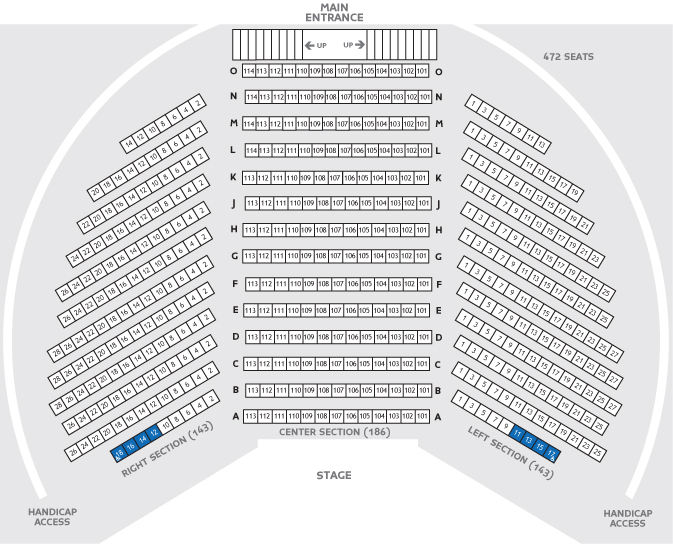 MAIN
ENTRANCE
← UP UP →
472 SEATS
O 114 113 112 111 110 109 108 107 106 105 104 103 102 101 O
N 114 113 112 111 110 109 108 107 106 105 104 103 102 101 N
M 114 113 112 111 110 109 108 107 106 105 104 103 102 101 M
L 114 113 112 111 110 109 108 107 106 105 104 103 102 101 L
K 113 112 111 110 109 108 107 106 105 104 103 102 101 K
J 113 112 111 110 109 108 107 106 105 104 103 102 101 J
H 113 112 111 110 109 108 107 106 105 104 103 102 101 H
G 113 112 111 110 109 108 107 106 105 104 103 102 101 G
F 113 112 111 110 109 108 107 106 105 104 103 102 101 F
E 113 112 111 110 109 108 107 106 105 104 103 102 101 E
D 113 112 111 110 109 108 107 106 105 104 103 102 101 D
C 113 112 111 110 109 108 107 106 105 104 103 102 101 C
B 113 112 111 110 109 108 107 106 105 104 103 102 101 B
A 113 112 111 110 109 108 107 106 105 104 103 102 101 A
CENTER SECTION (186)
14 12 10 8 6 4 2
20 18 16 14 12 10 8 6 4 2
22 20 18 16 14 12 10 8 6 4 2
24 22 20 18 16 14 12 10 8 6 4 2
26 24 22 20 18 16 14 12 10 8 6 4 2
26 24 22 20 18 16 14 12 10 8 6 4 2
28 26 24 22 20 18 16 14 12 10 8 6 4 2
28 26 24 22 20 18 16 14 12 10 8 6 4 2
28 26 24 22 20 18 16 14 12 10 8 6 4 2
26 24 22 20 18 16 14 12 10 8 6 4 2
26 24 22 20 18 16 14 12 10 8 6 4 2
18 16 14 12 10 8 6 4 2
RIGHT SECTION (143)
1 3 5 7 9 11 13
1 3 5 7 9 11 13 15 17 19
1 3 5 7 9 11 13 15 17 19 21
1 3 5 7 9 11 13 15 17 19 21 23
1 3 5 7 9 11 13 15 17 19 21 23 25
1 3 5 7 9 11 13 15 17 19 21 23 25
1 3 5 7 9 11 13 15 17 19 21 23 25 27
1 3 5 7 9 11 13 15 17 19 21 23 25 27
1 3 5 7 9 11 13 15 17 19 21 23 25 27
1 3 5 7 9 11 13 15 17 19 21 23 25
1 3 5 7 9 11 13 15 17 19 21 23 25
1 3 5 7 9 11 13 15 17
LEFT SECTION (143)
STAGE
HANDICAP
ACCESS
HANDICAP
ACCESS